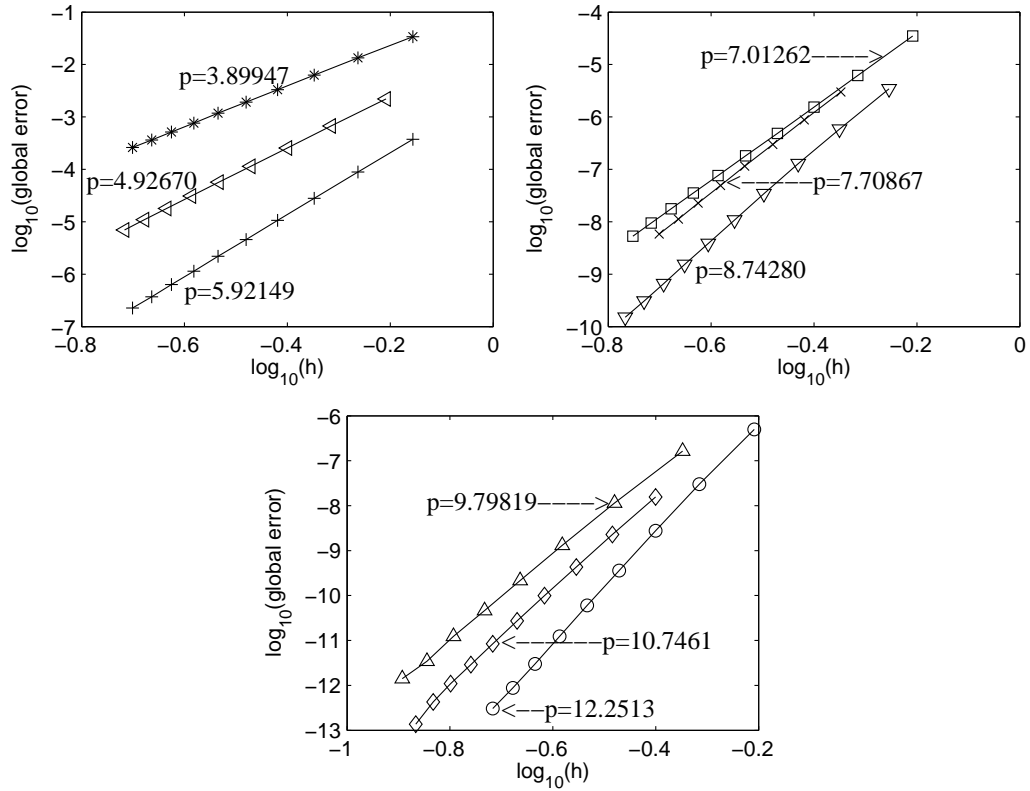 −1
−2
−3
−4
−5
−6
−7
−0.8
−0.6
−0.4
−0.2
0
log10(global error)
log10(h)
p=3.89947
p=4.92670
p=5.92149
−4
−5
−6
−7
−8
−9
−10
−0.8
−0.6
−0.4
−0.2
0
log10(global error)
log10(h)
p=7.01262
p=7.70867
p=8.74280
−6
−7
−8
−9
−10
−11
−12
−13
−1
−0.8
−0.6
−0.4
−0.2
log10(global error)
log10(h)
p=9.79819
p=10.7461
p=12.2513